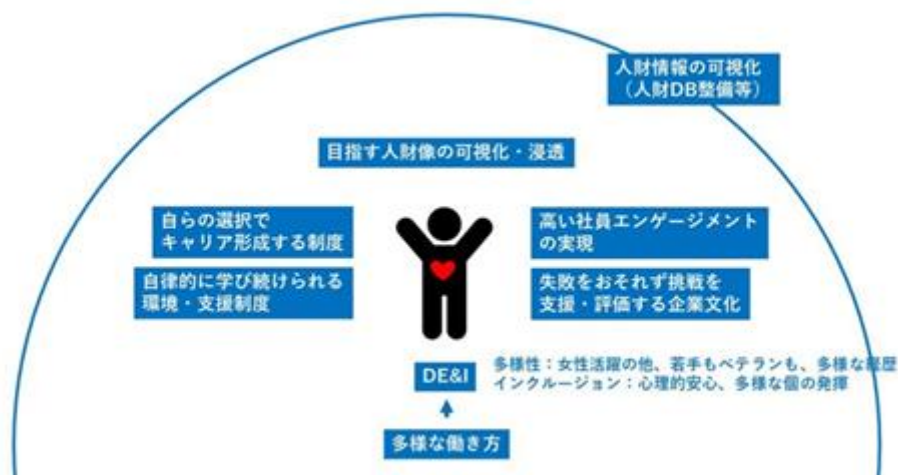 人財情報の可視化
（人財DB整備等）
目指す人財像の可視化・浸透
自らの選択で
キャリア形成する制度
高い社員エンゲージメント
の実現
自律的に学び続けられる
環境・支援制度
失敗をおそれず挑戦を
支援・評価する企業文化
DE&I
多様性：女性活躍の他、若手もベテランも、多様な経歴
インクルージョン：心理的安心、多様な個の発揮
多様な働き方